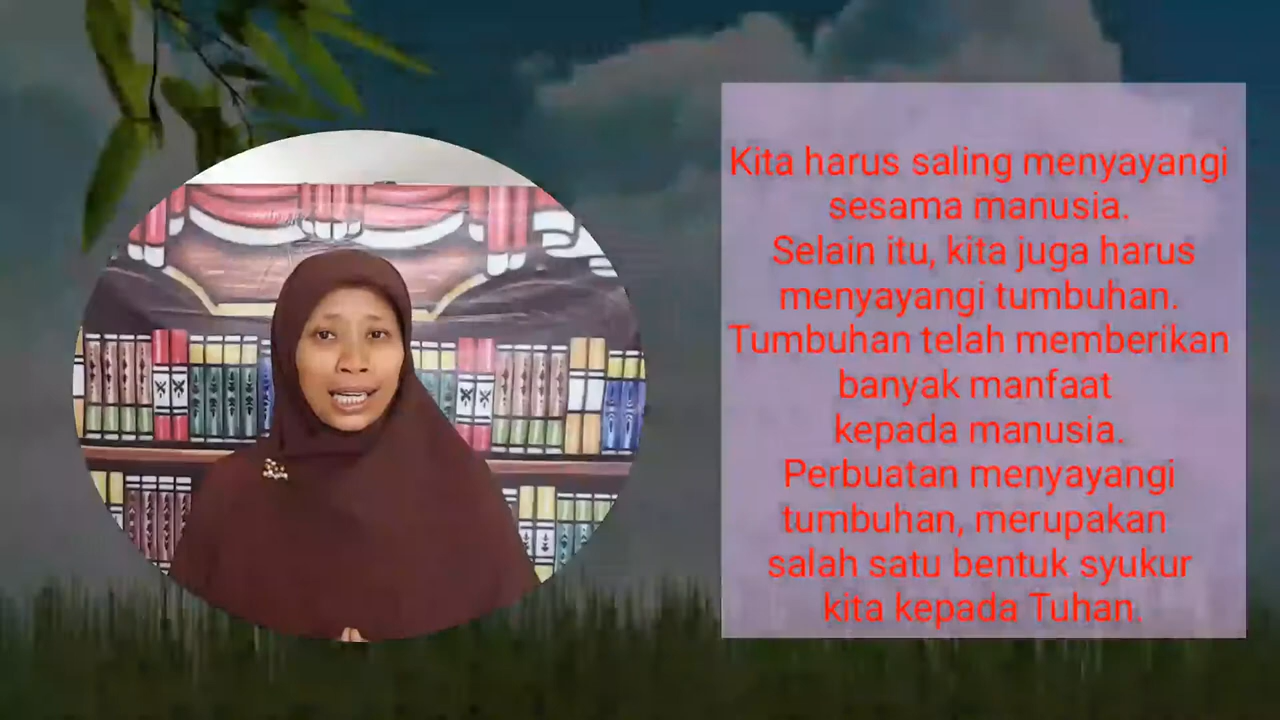 Kita harus saling menyayangi
sesama manusia.
Selain itu, kita juga harus
menyayangi tumbuhan.
Tumbuhan telah memberikan
banyak manfaat
kepada manusia.
Perbuatan menyayangi
tumbuhan, merupakan
salah satu bentuk syukur
kita kepada Tuhan.